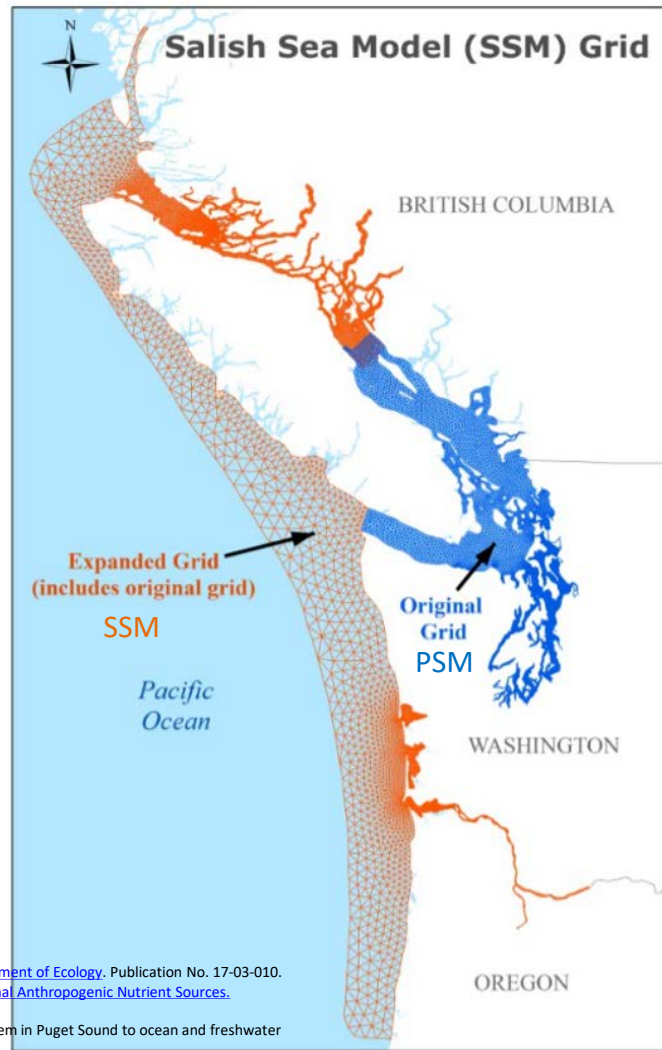 N
Salish Sea Model (SSM) Grid
BRITISH COLUMBIA
Expanded Grid
(includes original grid)
SSM
Original
Grid
PSM
Pacific
Ocean
WASHINGTON
ment of Ecology. Publication No. 17-03-010.
nal Anthropogenic Nutrient Sources.
OREGON
em in Puget Sound to ocean and freshwater